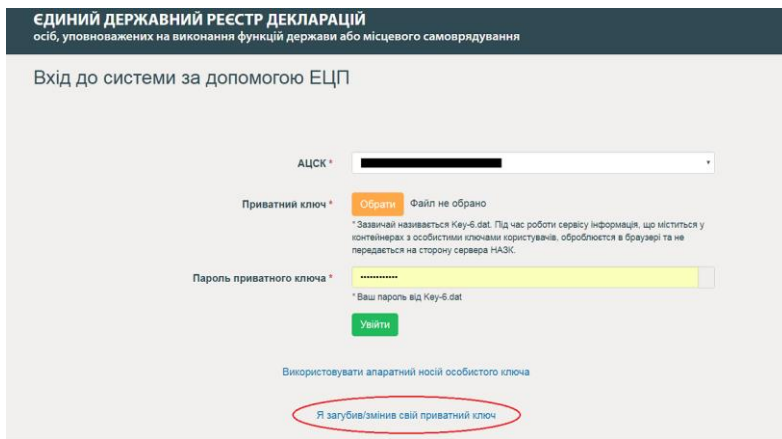 ЄДИНИЙ ДЕРЖАВНИЙ РЕЄСТР ДЕКЛАРАЦІЙ
осіб, уповноважених на виконання функцій держави або місцевого самоврядування
Вхід до системи за допомогою ЕЦП
АЦСК *
Приватний ключ * Обрати Файл не обрано
* Зазвичай називається Key-6.dat. Під час роботи сервісу інформація, що міститься у
контейнерах з особистими ключами користувачів, оброблюєтся в браузері та не
передається на сторону сервера НАЗК.
Пароль приватного ключа * ••••••••••••
* Ваш пароль від Key-6.dat
Увійти
Використовувати апаратний носій особистого ключа
Я загубив/змінив свій приватний ключ